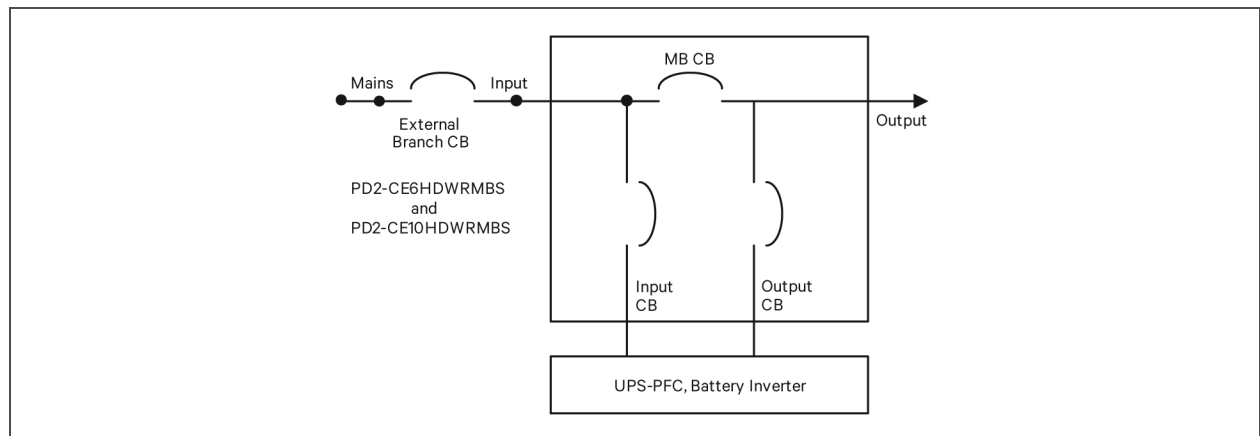 MB CB
Mains
Input
External
Branch CB
Output
PD2-CE6HDWRMBS
and
PD2-CE10HDWRMBS
Input
CB
Output
CB
UPS-PFC, Battery Inverter